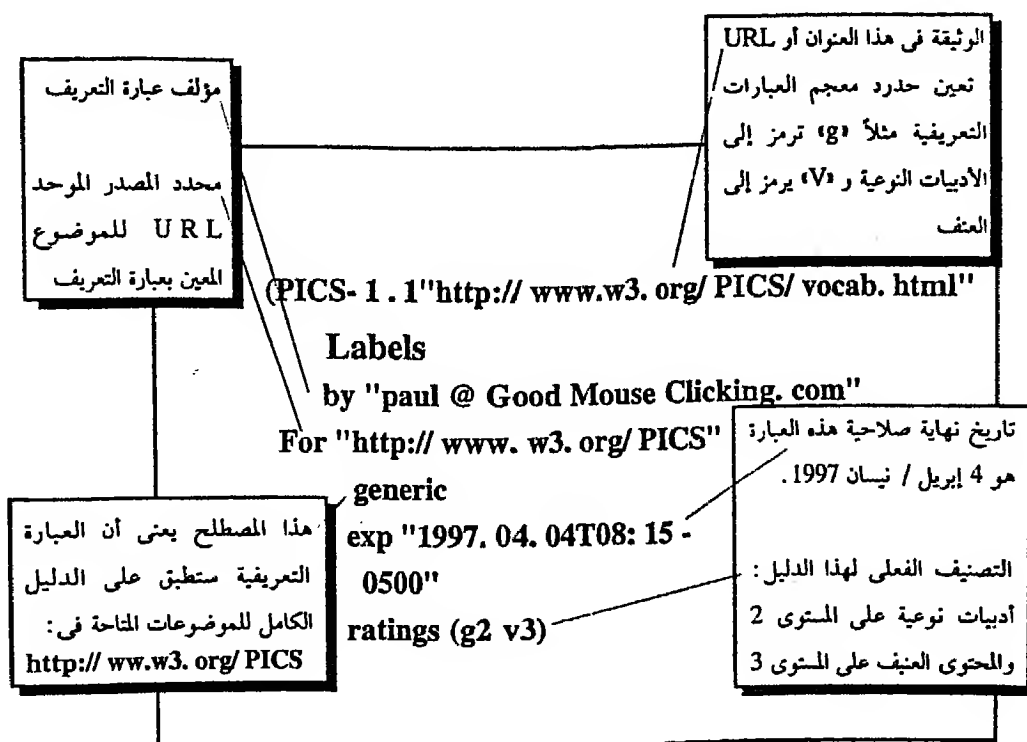 الوثيقة فى هذا العنوان أو URL
تعين حدرد معجم العبارات
التعريفية مثلاً «g» ترمز إلى
الأدبيات النوعية و «V» يرمز إلى
العنف
مؤلف عبارة التعريف
محدد المصدر الموحد
URL للموضوع
المعين بعبارة التعريف
(PICS- 1 . 1"http:// www.w3. org/ PICS/ vocab. html"
Labels
by "paul @ Good Mouse Clicking. com"
For "http:// www. w3. org/ PICS"
generic
exp "1997. 04. 04T08: 15 -
0500"
ratings (g2 v3)
تاريخ نهاية صلاحية هذه العبارة
هو 4 إبريل / نيسان 1997 .
التصنيف الفعلى لهذا الدليل :
أدبيات نوعية على المستوى 2
والمحتوى العنيف على المستوى 3
هذا المصطلح يعنى أن العبارة
التعريفية ستطبق على الدليل
الكامل للموضوعات المتاحة فى :
http:// ww.w3. org/ PICS